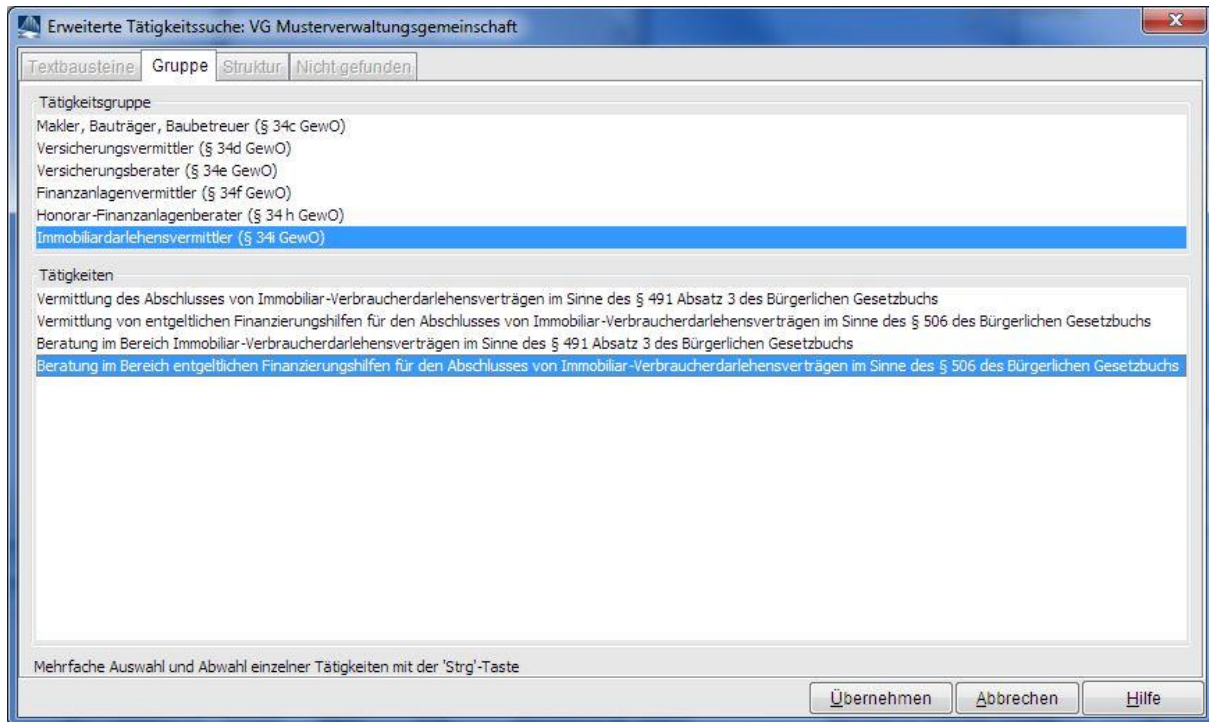 Erweiterte Tätigkeitssuche: VG Musterverwaltungsgemeinschaft
Textbausteine Gruppe Struktur Nicht gefunden
Tätigkeitsgruppe
Makler, Bauträger, Baubetreuer (§ 34c GewO)
Versicherungsvermittler (§ 34d GewO)
Versicherungsberater (§ 34e GewO)
Finanzanlagenvermittler (§ 34f GewO)
Honorar-Finanzanlagenberater (§ 34 h GewO)
Immobiliardarlehensvermittler (§ 34i GewO)
Tätigkeiten
Vermittlung des Abschlusses von Immobiliar-Verbraucherdarlehensverträgen im Sinne des § 491 Absatz 3 des Bürgerlichen Gesetzbuchs
Vermittlung von entgeltlichen Finanzierungshilfen für den Abschlusses von Immobiliar-Verbraucherdarlehensverträgen im Sinne des § 506 des Bürgerlichen Gesetzbuchs
Beratung im Bereich Immobiliar-Verbraucherdarlehensverträgen im Sinne des § 491 Absatz 3 des Bürgerlichen Gesetzbuchs
Beratung im Bereich entgeltlichen Finanzierungshilfen für den Abschlusses von Immobiliar-Verbraucherdarlehensverträgen im Sinne des § 506 des Bürgerlichen Gesetzbuchs
Mehrfache Auswahl und Abwahl einzelner Tätigkeiten mit der 'Strg'-Taste
Übernehmen Abbrechen Hilfe